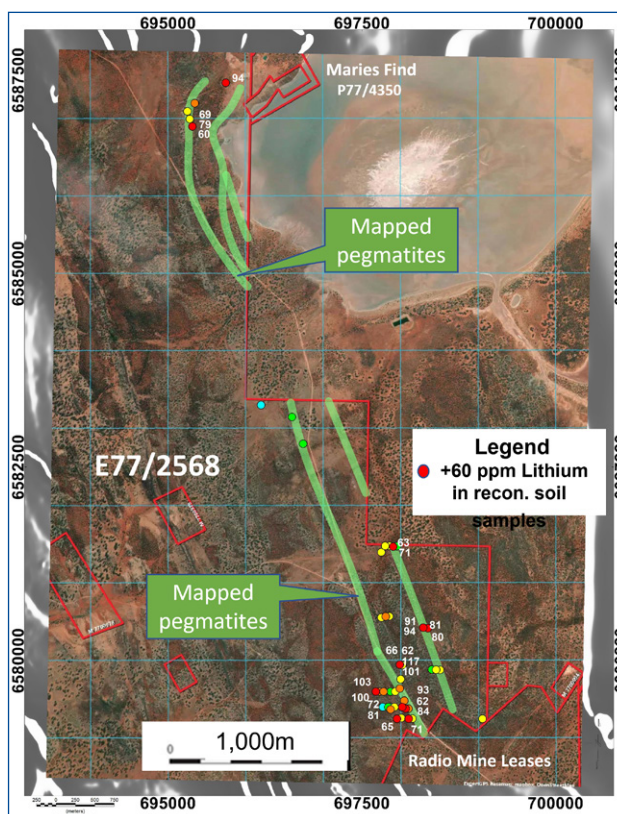 695000
697500
700000
6587500
Maries Find
P77/4350
94
69
79
60
Mapped
pegmatites
6585000
E77/2568
6582500
Legend
+60 ppm Lithium
in recon. soil
samples
63
71
Mapped
pegmatites
91
94
81
80
66 62
117
101
6580000
103
100
93
62
84
72
81
65
71
0
1,000m
Radio Mine Leases
695000
697500
700000